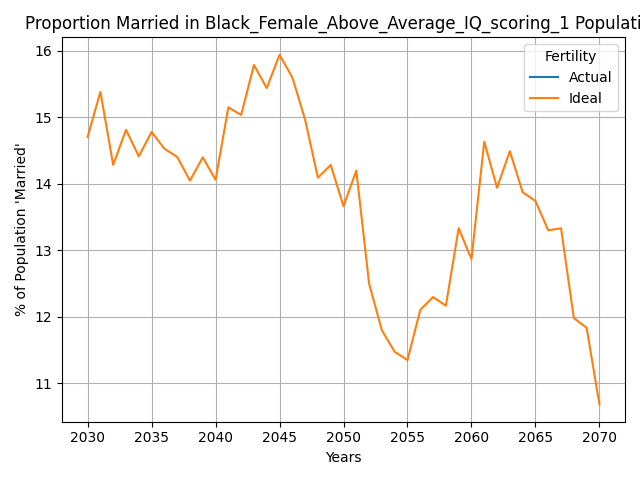 Proportion Married in Black_Female_Above_Average_IQ_scoring_1 Populati
Fertility
Actual
Ideal
% of Population 'Married'
16
15
14
13
12
11
2030 2035 2040 2045 2050 2055 2060 2065 2070
Years